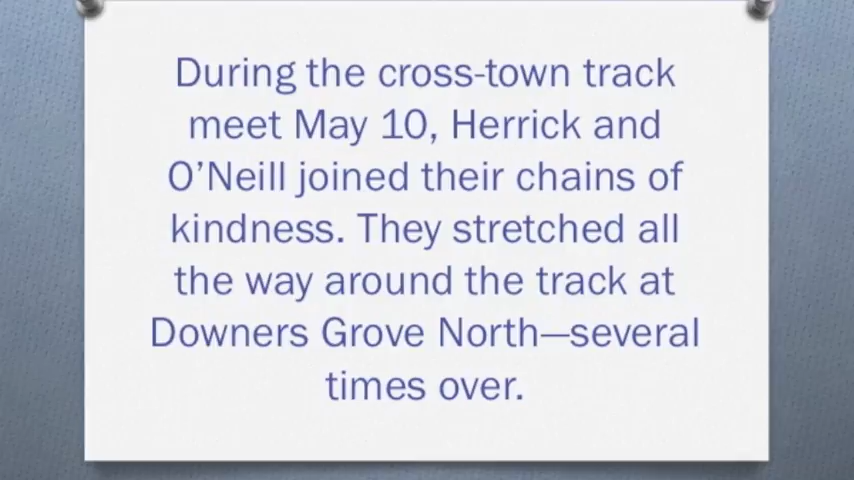 During the cross-town track
meet May 10, Herrick and
O’Neill joined their chains of
kindness. They stretched all
the way around the track at
Downers Grove North—several
times over.